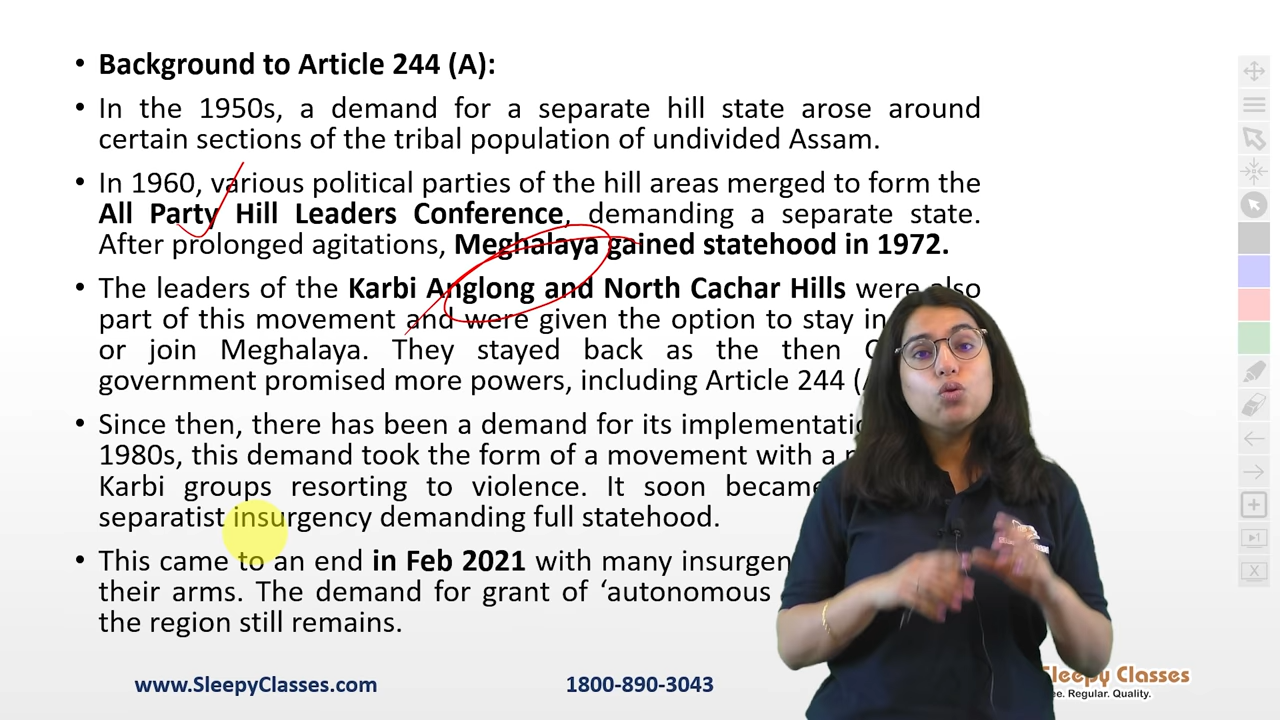 • Background to Article 244 (A):
• In the 1950s, a demand for a separate hill state arose around
certain sections of the tribal population of undivided Assam.
• In 1960, various political parties of the hill areas merged to form the
All Party Hill Leaders Conference, demanding a separate state.
After prolonged agitations, Meghalaya gained statehood in 1972.
• The leaders of the Karbi Anglong and North Cachar Hills were also
part of this movement and were given the option to stay in
or join Meghalaya. They stayed back as the then
government promised more powers, including Article 244
• Since then, there has been a demand for its
1980s, this demand took the form of a movement with a
Karbi groups resorting to violence. It soon became
separatist insurgency demanding full statehood.
• This came to an end in Feb 2021 with many
their arms. The demand for grant of ‘autonomous
the region still remains.
www.SleepyClasses.com 1800-890-3043
Sleepy Classes
Regular. Quality.